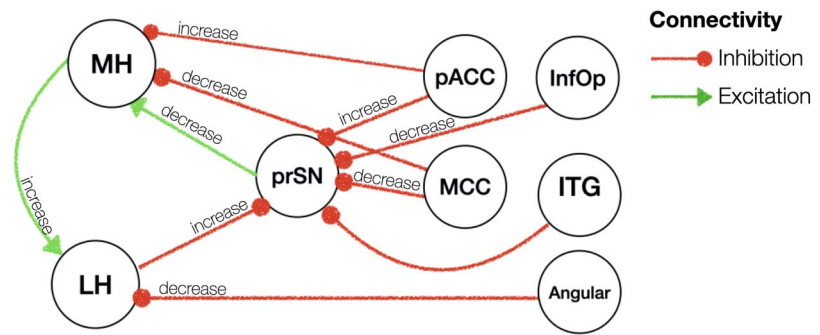 Connectivity
Inhibition
Excitation
MH
increase
pACC
InfOp
decrease
increase
decrease
decrease
prSN
decrease
MCC
ITG
increase
increase
LH
decrease
Angular